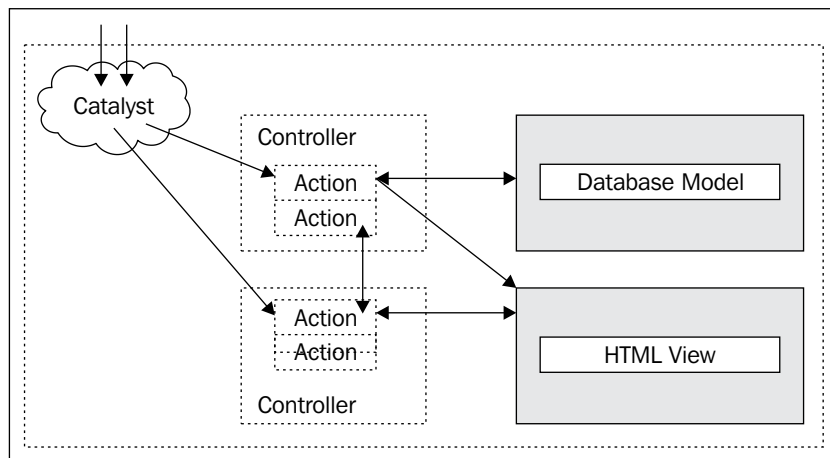 Catalyst
Controller
Action
Action
Database Model
Action
Action
Controller
HTML View